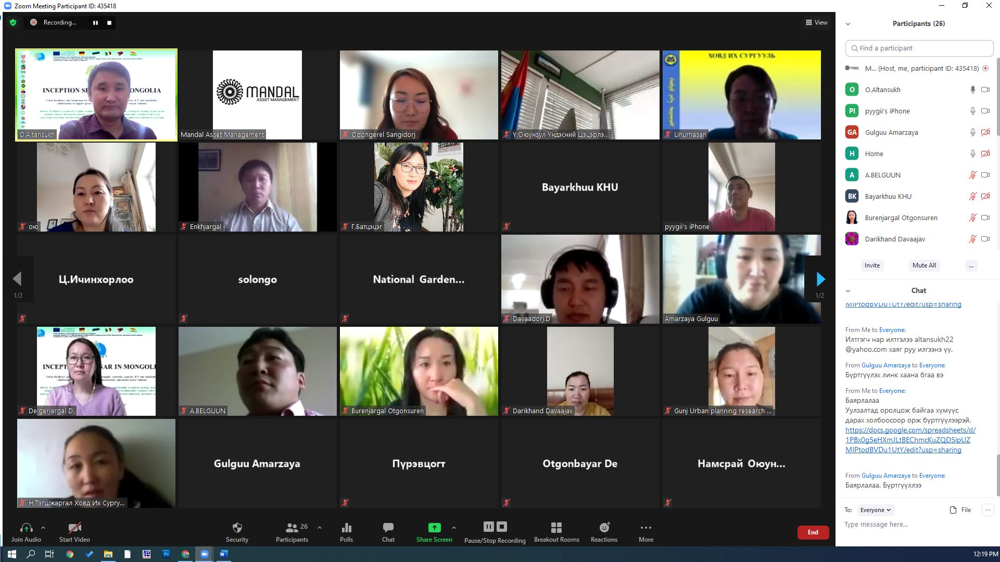 Zoom Meeting Participant ID: 435418
Recording...
View
INCEPTION SE
ONGOLIA
O.Altansukh
MANDAL
ASSET MANAGEMENT
Mandal Asset Management
Odongerel Sangidorj
Ү.Оюунзул Үндэсний Цэцэрлэ...
ХОВД ИХ СУРГУУЛЬ
Unurnasan
ою
Enkhjargal
Г.Батцэцэг
Bayarkhuu KHU
pyygii's iPhone
Ц.Ичинхорлоо
solongo
National Garden...
Davaadorj.D
Amarzaya Gulguu
1/2
1/2
INCEPT
NAR IN MONGOLI
Delgerjargal D.
A.BELGUUN
Burenjargal Otgonsuren
Darikhand Davaajav
Gunj Urban planning research ...
Н.Тэгшжаргал Ховд Их Сургу...
Gulguu Amarzaya
Пүрэвцогт
Otgonbayar De
Намсрай Оюун...
Join Audio
Start Video
Security
26
Participants
Polls
Chat
Share Screen
Pause/Stop Recording
Breakout Rooms
Reactions
More
End
Participants (26)
Find a participant
M... (Host, me, participant ID: 435418)
O O.Altansukh
PI pyygii's iPhone
GA Gulguu Amarzaya
H Home
A A.BELGUUN
BK Bayarkhuu KHU
Burenjargal Otgonsuren
Darikhand Davaajav
Invite Mute All ...
Chat
MIPtodBVDu1UtY/edit?usp=sharing
From Me to Everyone:
Илтгэгч нар илтгэлээ altansukh22
@yahoo.com хаяг руу илгээнэ үү.
From Gulguu Amarzaya to Everyone:
Бүртгүүлэх линк хаана бгаа вэ
From Me to Everyone:
Баярлалаа
Уулзалтад оролцож байгаа хүмүүс
дарах холбоосоор орж бүртгүүлээрэй.
https://docs.google.com/spreadsheets/d/
1PBx0g5eHXmJLtBEChmcKuZQD5IpUZ
MIPtodBVDu1UtY/edit?usp=sharing
From Gulguu Amarzaya to Everyone:
Баярлалаа. Бүртгүүллээ
To: Everyone File ...
Type message here...
Ps
W
12:19 PM